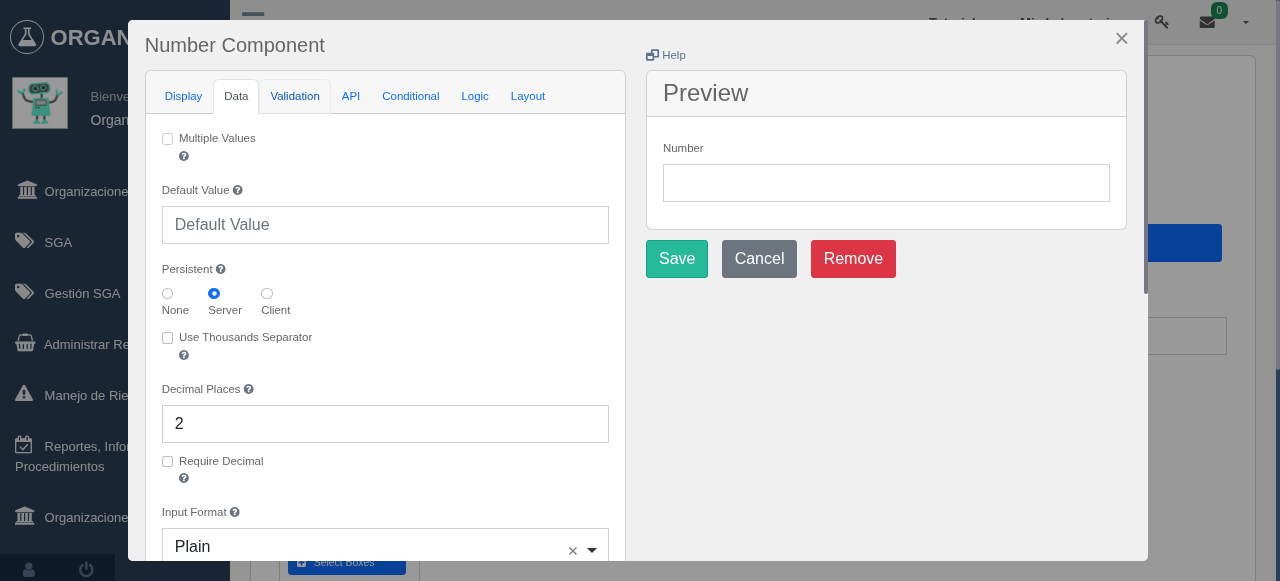 ORGAN
0
Number Component
×
Help
Display Data Validation API Conditional Logic Layout
Preview
Bienve
Organ
Multiple Values
Number
Default Value
Default Value
Organizacione
SGA
Save Cancel Remove
Persistent
None Server Client
Gestión SGA
Use Thousands Separator
Administrar Re
Decimal Places
2
Manejo de Rie
Reportes, Infor
Procedimientos
Require Decimal
Input Format
Organizacione
Plain
×
Select Boxes